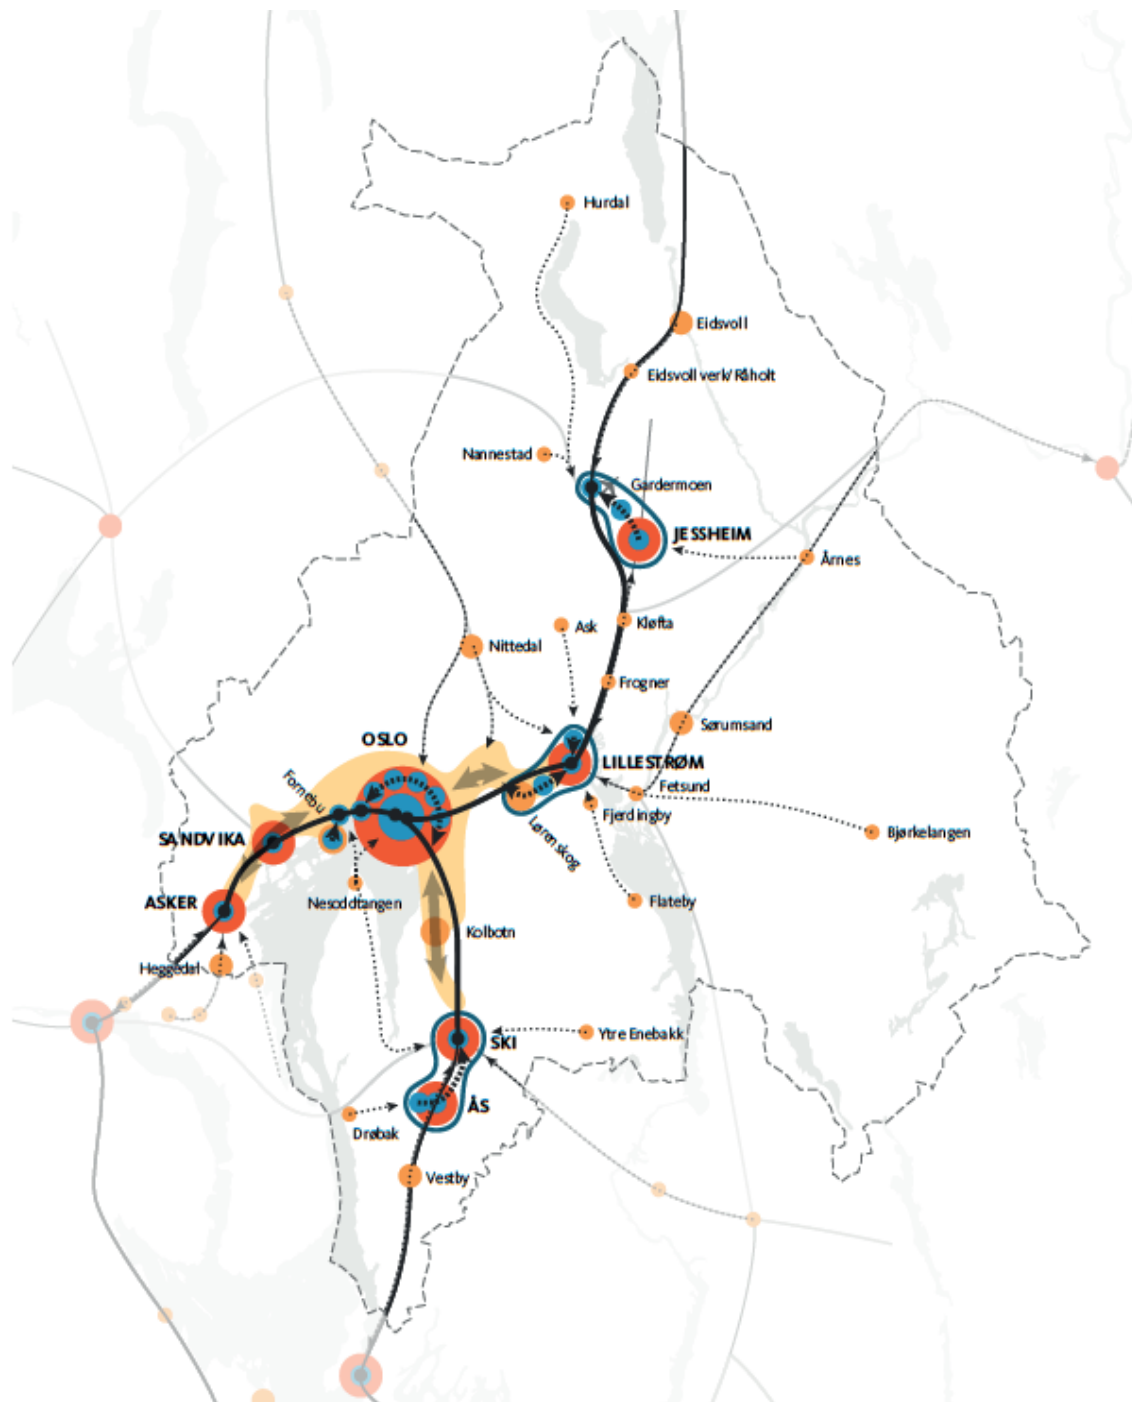 Hurdal
Eidsvoll
Eidsvoll verk/Råholt
Nannestad
Gardermoen
JESSHEIM
Årnes
Ask
Kløfta
Nittedal
Frogner
Sørumsand
OSLO
LILLESTRØM
Fornebu
Fetsund
Fjerdingby
SANDVIKA
Lørenskog
Bjørkelangen
ASKER
Nesoddtangen
Flateby
Kolbotn
Heggedal
Ytre Enebakk
SKI
ÅS
Drøbak
Vestby